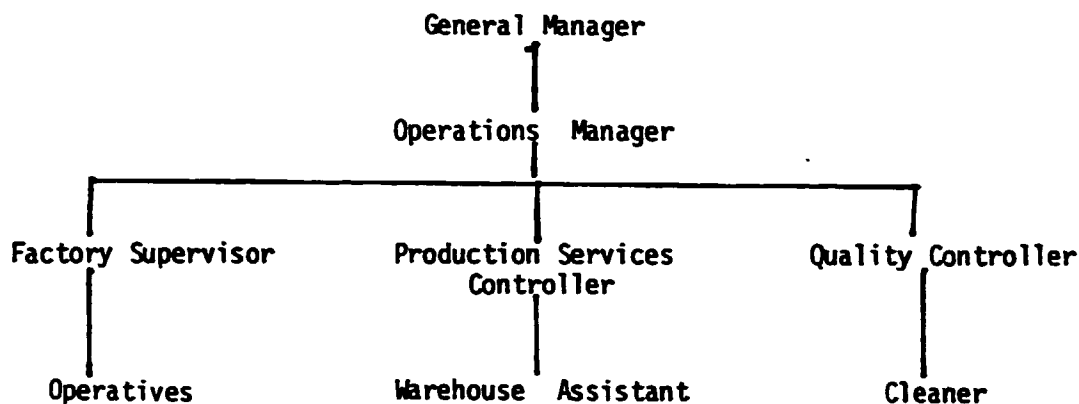 General Manager
Operations Manager
Factory Supervisor
Production Services
Controller
Quality Controller
Operatives
Warehouse Assistant
Cleaner